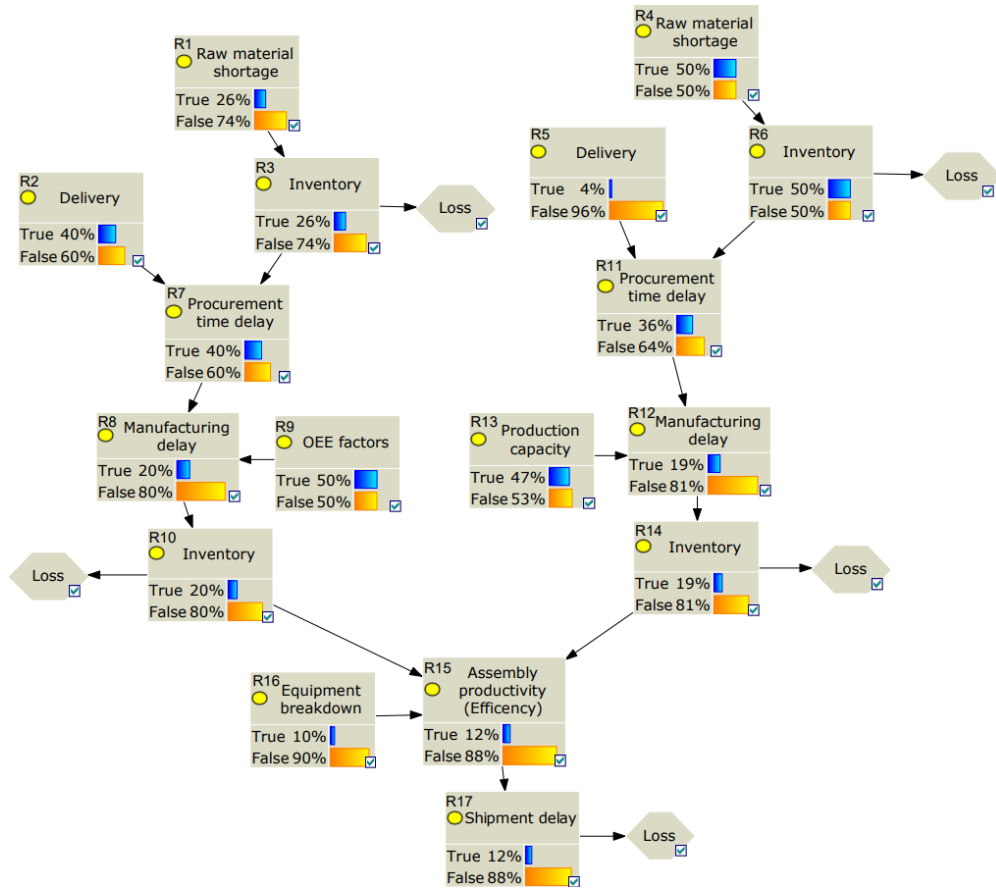 R1
Raw material
shortage
True 26%
False 74%
R4
Raw material
shortage
True 50%
False 50%
R2
Delivery
True 40%
False 60%
R3
Inventory
True 26%
False 74%
Loss
R5
Delivery
True 4%
False 96%
R6
Inventory
True 50%
False 50%
Loss
R7
Procurement
time delay
True 40%
False 60%
R11
Procurement
time delay
True 36%
False 64%
R8
Manufacturing
delay
True 20%
False 80%
R9
OEE factors
True 50%
False 50%
R13
Production
capacity
True 47%
False 53%
R12
Manufacturing
delay
True 19%
False 81%
Loss
R10
Inventory
True 20%
False 80%
R14
Inventory
True 19%
False 81%
Loss
R16
Equipment
breakdown
True 10%
False 90%
R15
Assembly
productivity
(Efficency)
True 12%
False 88%
R17
Shipment delay
True 12%
False 88%
Loss